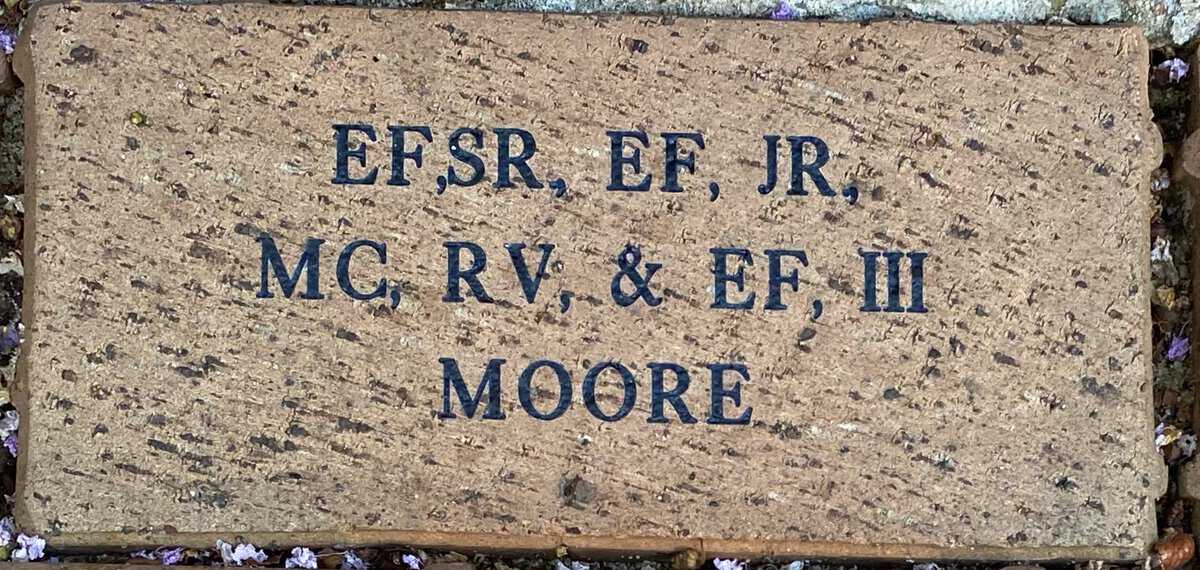 EF,SR, EF, JR,
MC, RV, & EF, III
MOORE